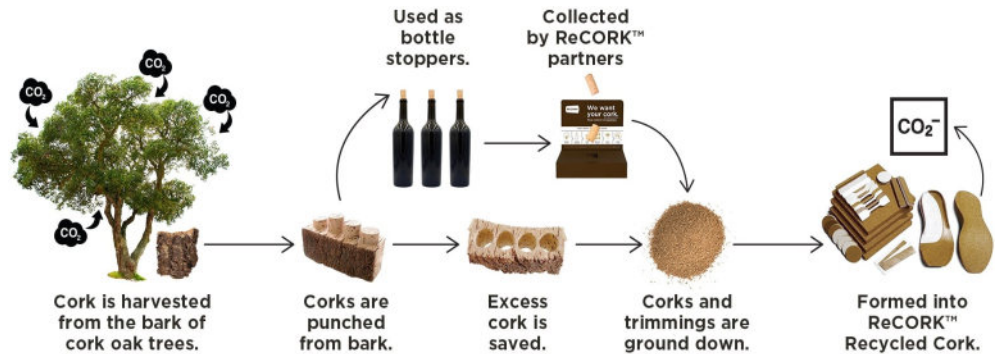 Used as
bottle
stoppers.
Collected
by ReCORK™
partners
CO₂
CO₂
CO₂
CO₂
We want
your cork.
CO₂⁻
Cork is harvested
from the bark of
cork oak trees.
Corks are
punched
from bark.
Excess
cork is
saved.
Corks and
trimmings are
ground down.
Formed into
ReCORK™
Recycled Cork.